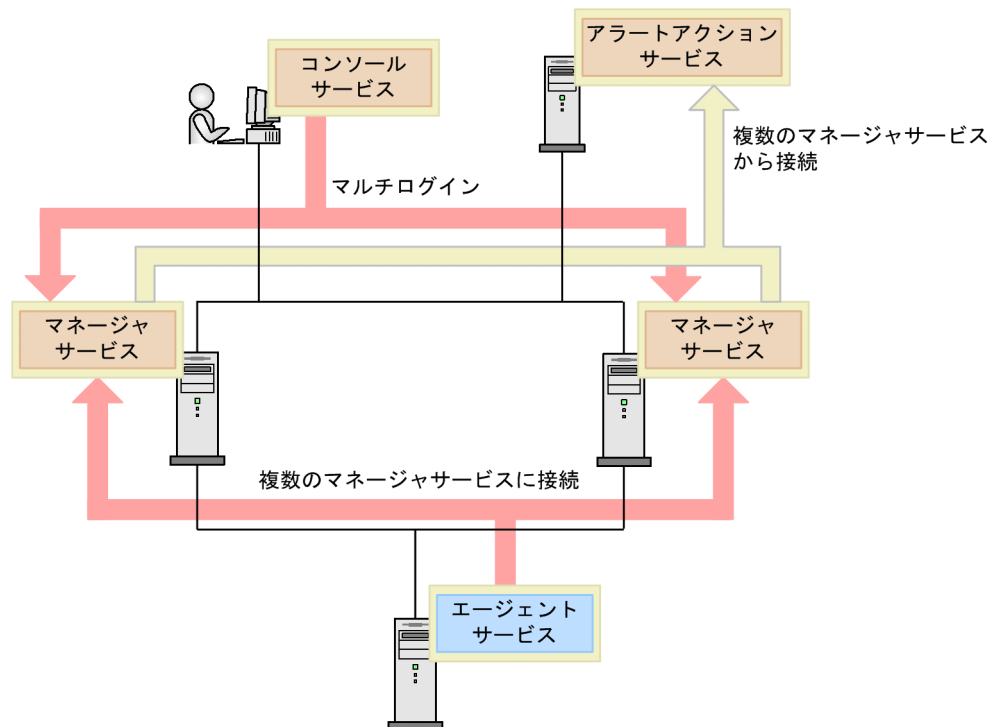 アラートアクション
サービス
コンソール
サービス
複数のマネージャサービス
から接続
マルチログイン
マネージャ
サービス
マネージャ
サービス
複数のマネージャサービスに接続
エージェント
サービス